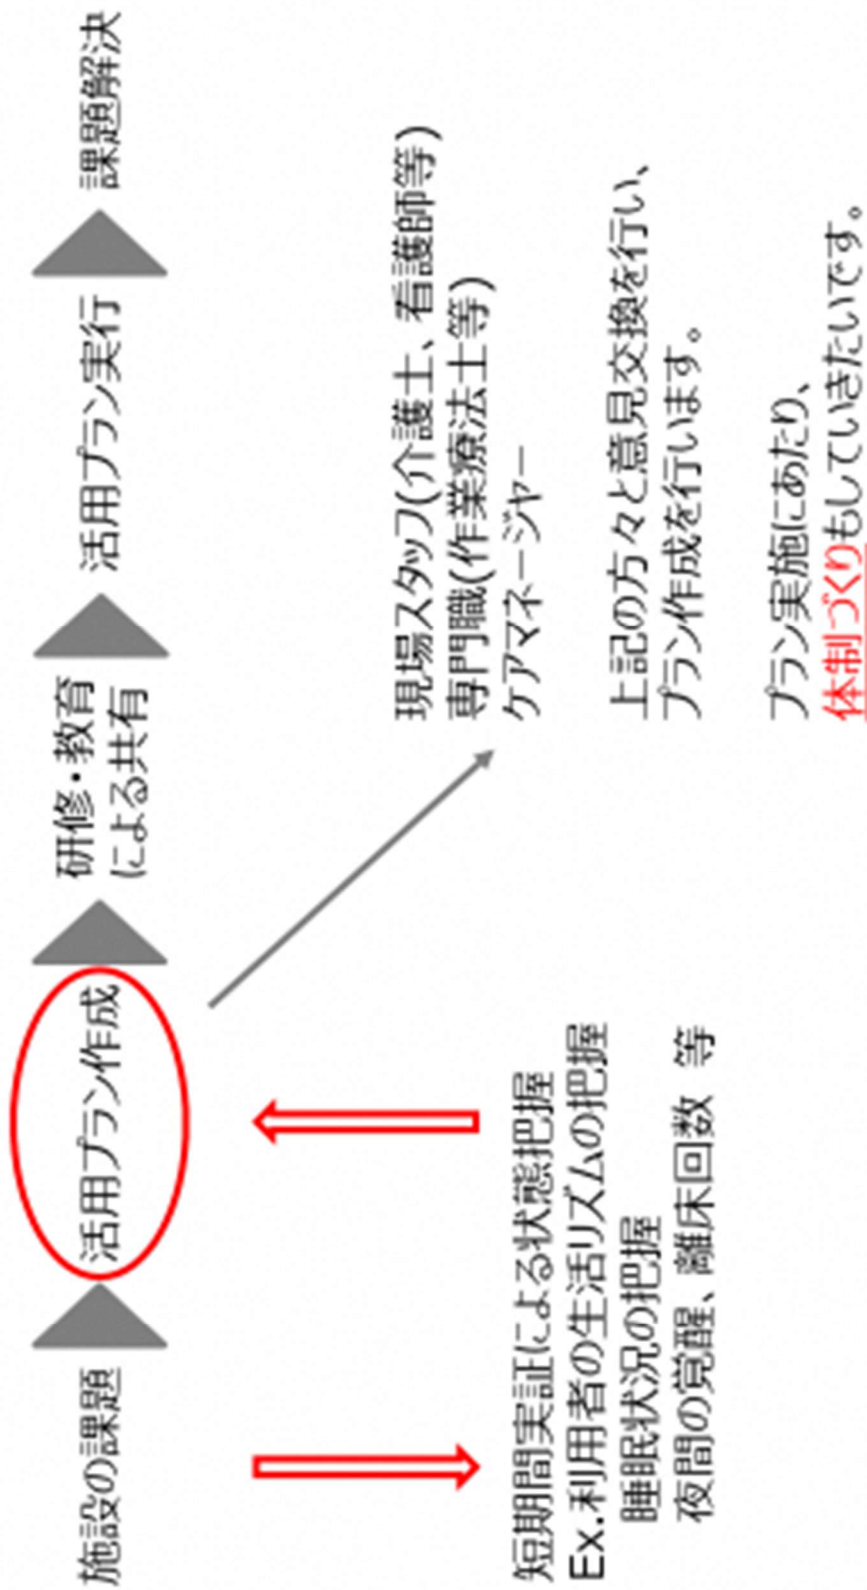 施設の課題
活用プラン作成
研修・教育
による共有
活用プラン実行
課題解決
短期間実証による状態把握
Ex.利用者の生活リズムの把握
睡眠状況の把握
夜間の覚醒、離床回数 等
現場スタッフ(介護士、看護師等)
専門職(作業療法士等)
ケアマネージャー
上記の方々と意見交換を行い、
プラン作成を行います。
プラン実施にあたり、
体制づくりもしていきたいです。